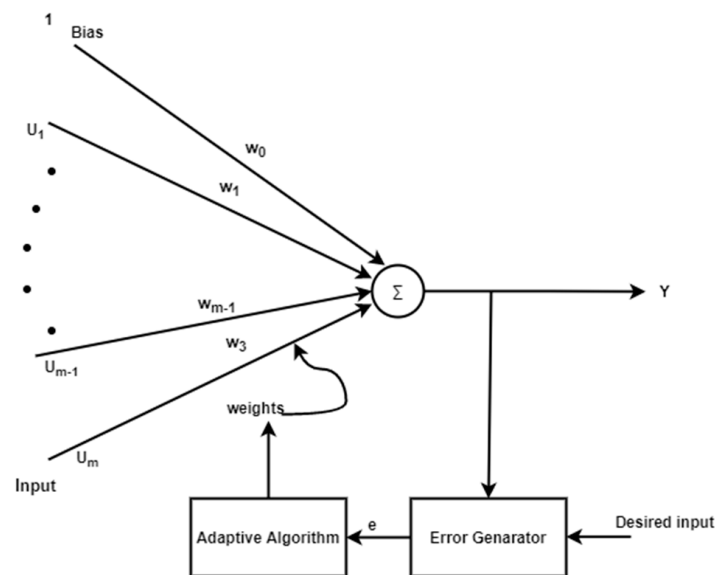 1
Bias
U1
w0
w1
Σ
Y
wm-1
w3
Um-1
weights
Um
Input
Adaptive Algorithm
e
Error Genarator
Desired input